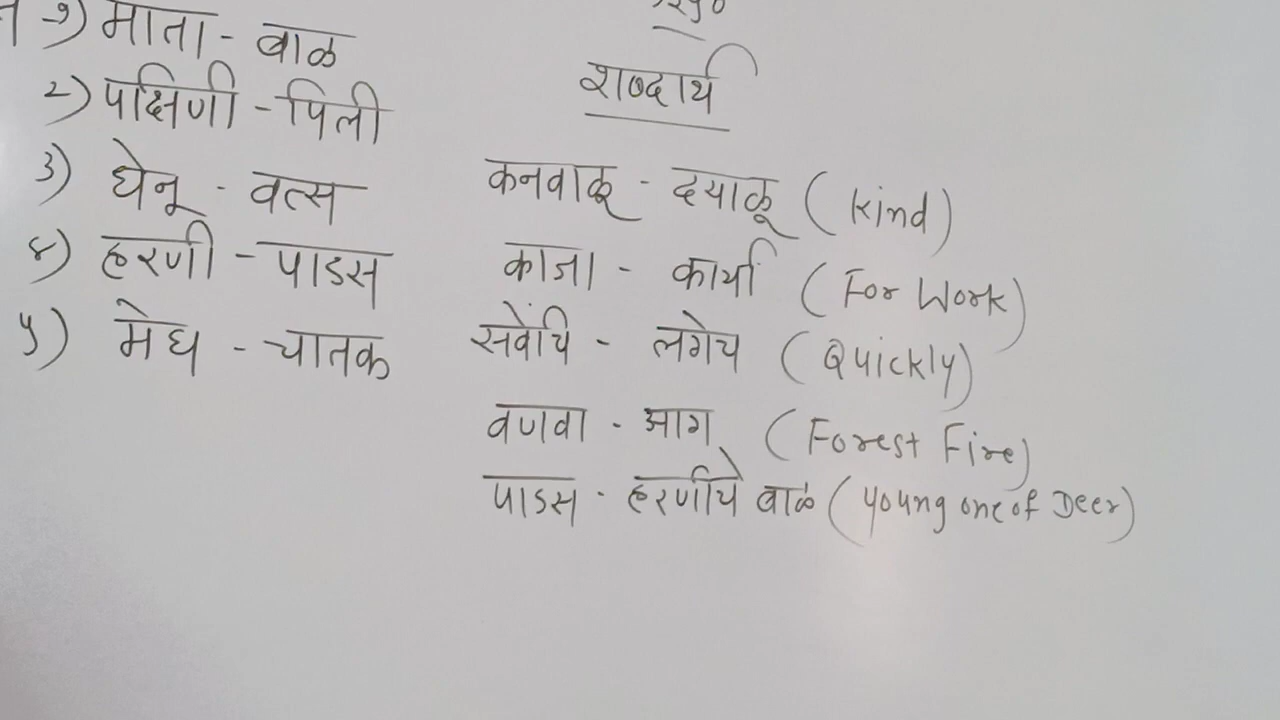 १) माता - बाळ
२) पक्षिणी - पिली
३) धेनू - वत्स
४) हरणी - पाडस
५) मेघ - चातक
शब्दार्थ
कनवाळू - दयाळू (kind)
काजा - कार्या (For Work)
सवेंचि - लगेच (Quickly)
वणवा - आग (Forest Fire)
पाडस - हरणीचे बाळ (Young one of Deer)